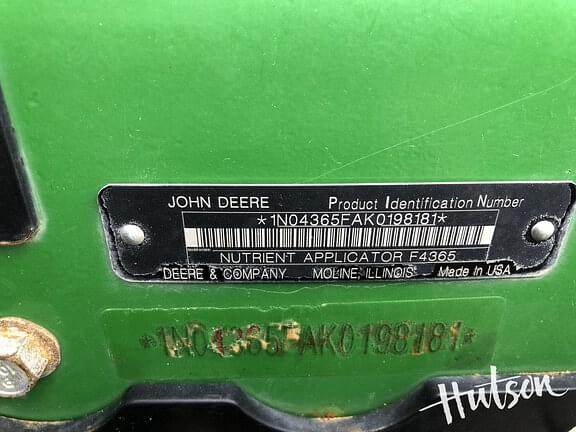 JOHN DEERE Product Identification Number
*1N04365FAK0198181*
NUTRIENT APPLICATOR F4365
DEERE & COMPANY MOLINE, ILLINOIS Made In USA
*1N04365FAK0198181*
Hutson